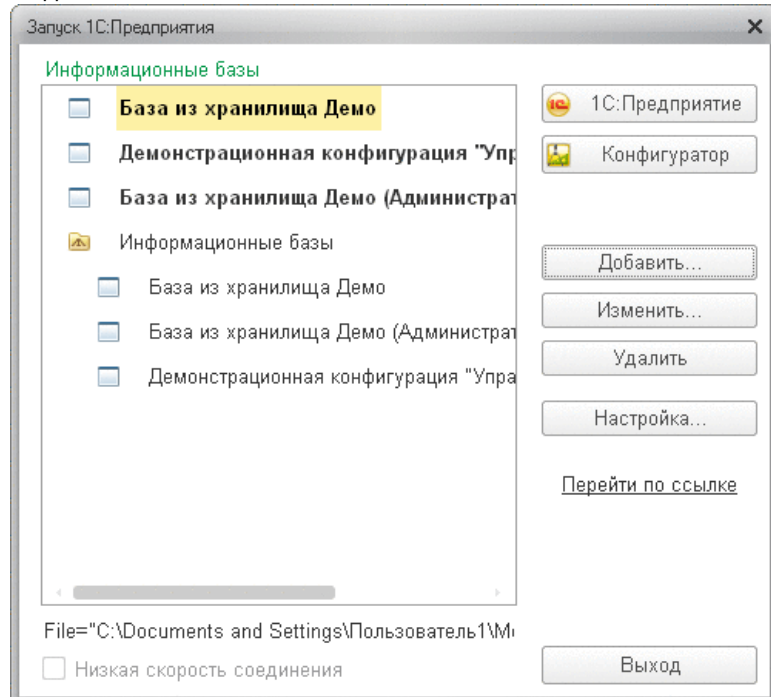 Запуск 1С:Предприятия
Информационные базы
База из хранилища Демо
Демонстрационная конфигурация "Упр
База из хранилища Демо (Администрат
Информационные базы
База из хранилища Демо
База из хранилища Демо (Администрат
Демонстрационная конфигурация "Упра
File="C:\Documents and Settings\Пользователь1\М
Низкая скорость соединения
1С:Предприятие
Конфигуратор
Добавить...
Изменить...
Удалить
Настройка...
Перейти по ссылке
Выход